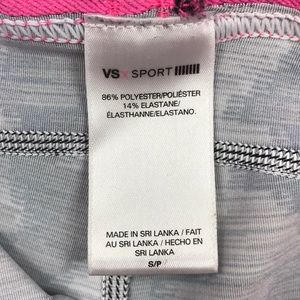 VSX SPORT
86% POLYESTER/POLIÉSTER
14% ELASTANE/
ÉLASTHANNE/ELASTANO.
MADE IN SRI LANKA / FAIT
AU SRI LANKA / HECHO EN
SRI LANKA
S/P